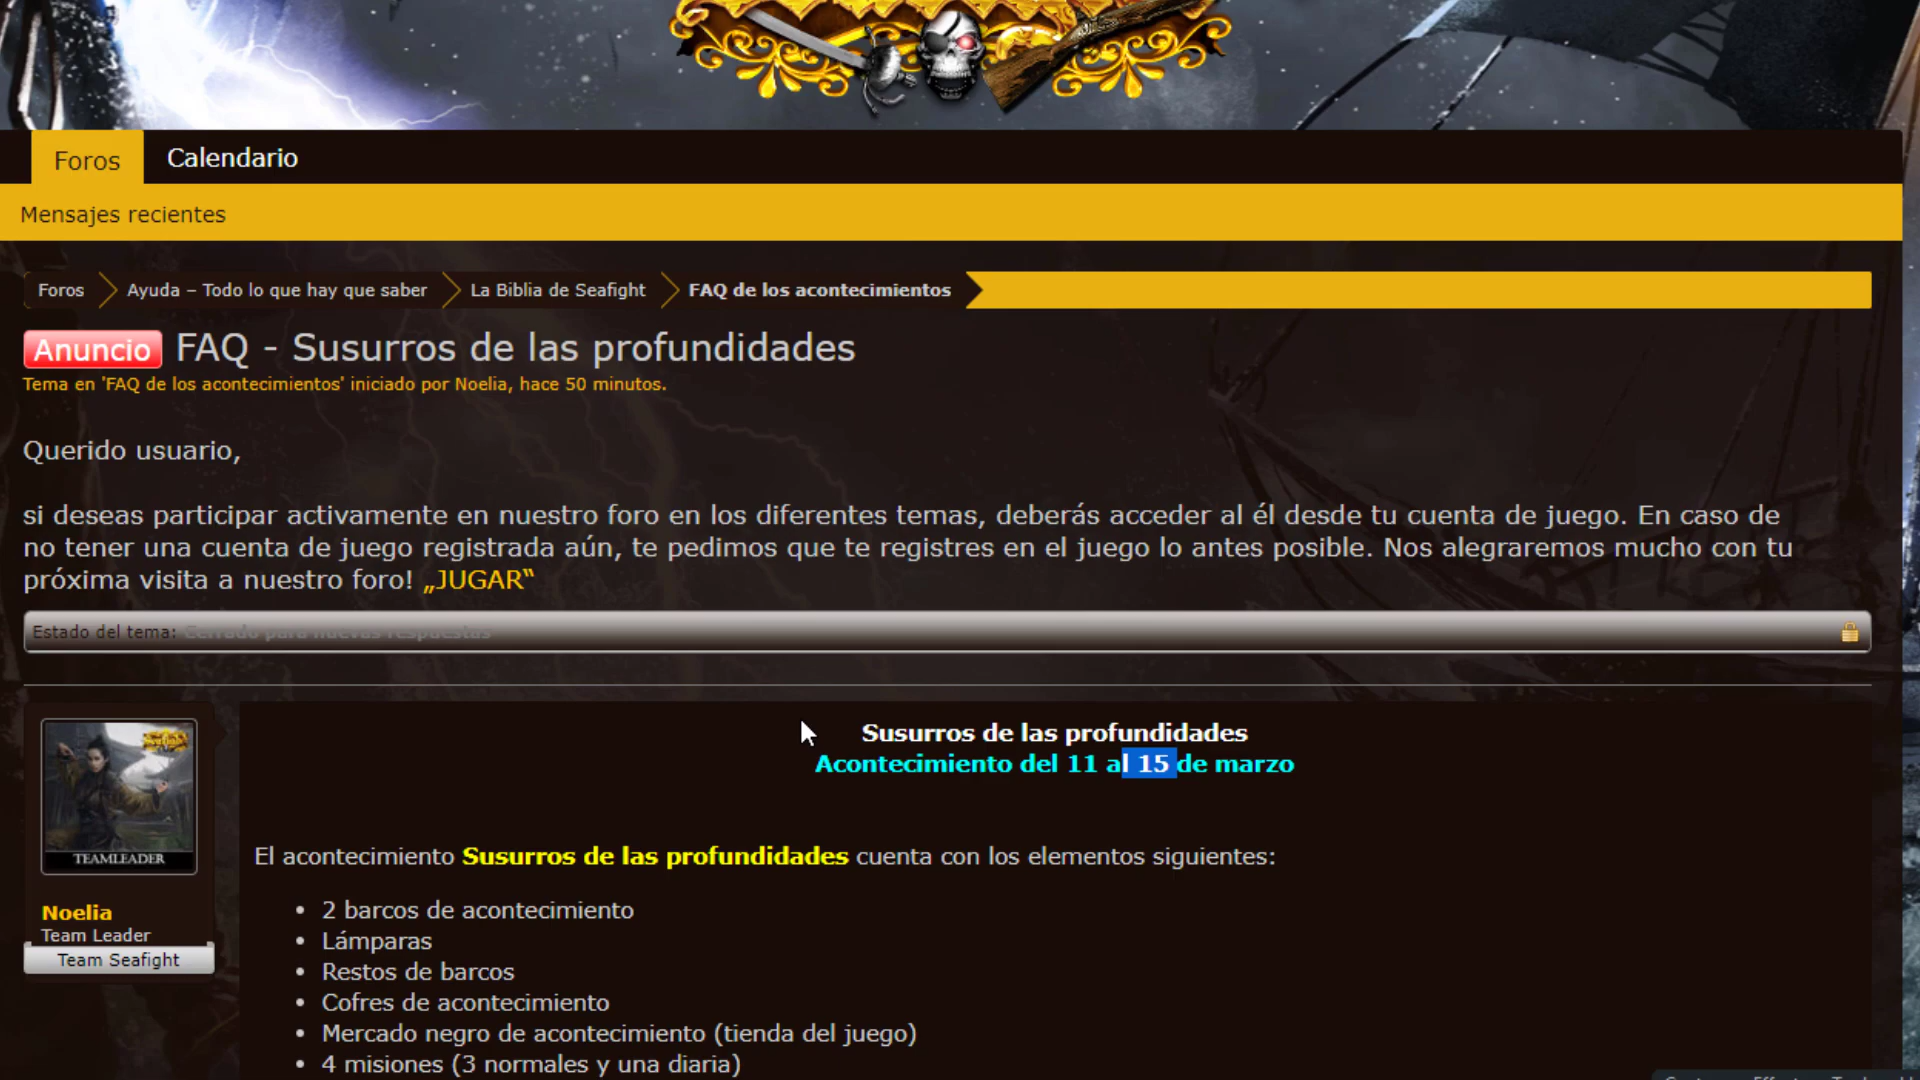 Foros
Calendario
Mensajes recientes
Foros
Ayuda – Todo lo que hay que saber
La Biblia de Seafight
FAQ de los acontecimientos
Anuncio FAQ - Susurros de las profundidades
Tema en 'FAQ de los acontecimientos' iniciado por Noelia, hace 50 minutos.
Querido usuario,
si deseas participar activamente en nuestro foro en los diferentes temas, deberás acceder al él desde tu cuenta de juego. En caso de
no tener una cuenta de juego registrada aún, te pedimos que te registres en el juego lo antes posible. Nos alegraremos mucho con tu
próxima visita a nuestro foro! „JUGAR“
Estado del tema: Cerrado para nuevas respuestas
TEAMLEADER
Noelia
Team Leader
Team Seafight
Susurros de las profundidades
Acontecimiento del 11 al 15 de marzo
El acontecimiento Susurros de las profundidades cuenta con los elementos siguientes:
• 2 barcos de acontecimiento
• Lámparas
• Restos de barcos
• Cofres de acontecimiento
• Mercado negro de acontecimiento (tienda del juego)
• 4 misiones (3 normales y una diaria)